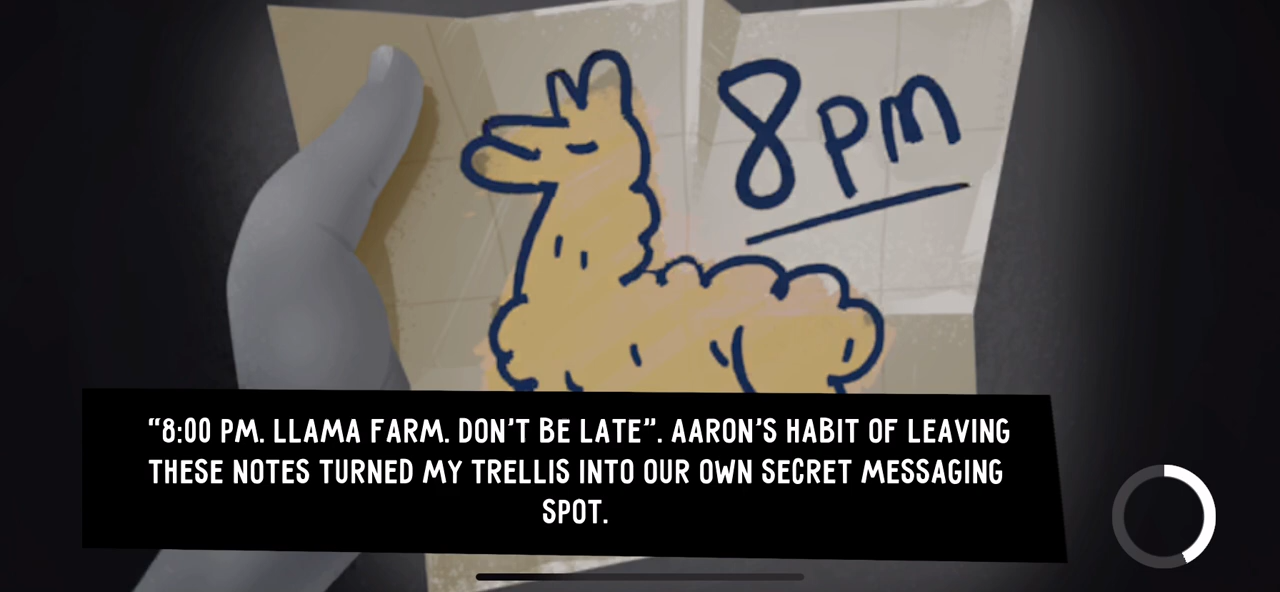 8pm
“8:00 PM. LLAMA FARM. DON’T BE LATE”. AARON’S HABIT OF LEAVING
THESE NOTES TURNED MY TRELLIS INTO OUR OWN SECRET MESSAGING
SPOT.